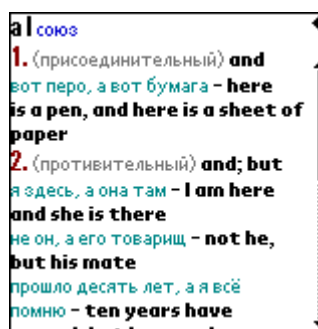 а I союз
1. (присоединительный) and
вот перо, а вот бумага – here
is a pen, and here is a sheet of
paper
2. (противительный) and; but
я здесь, а она там – I am here
and she is there
не он, а его товарищ – not he,
but his mate
прошло десять лет, а я всё
помню – ten years have